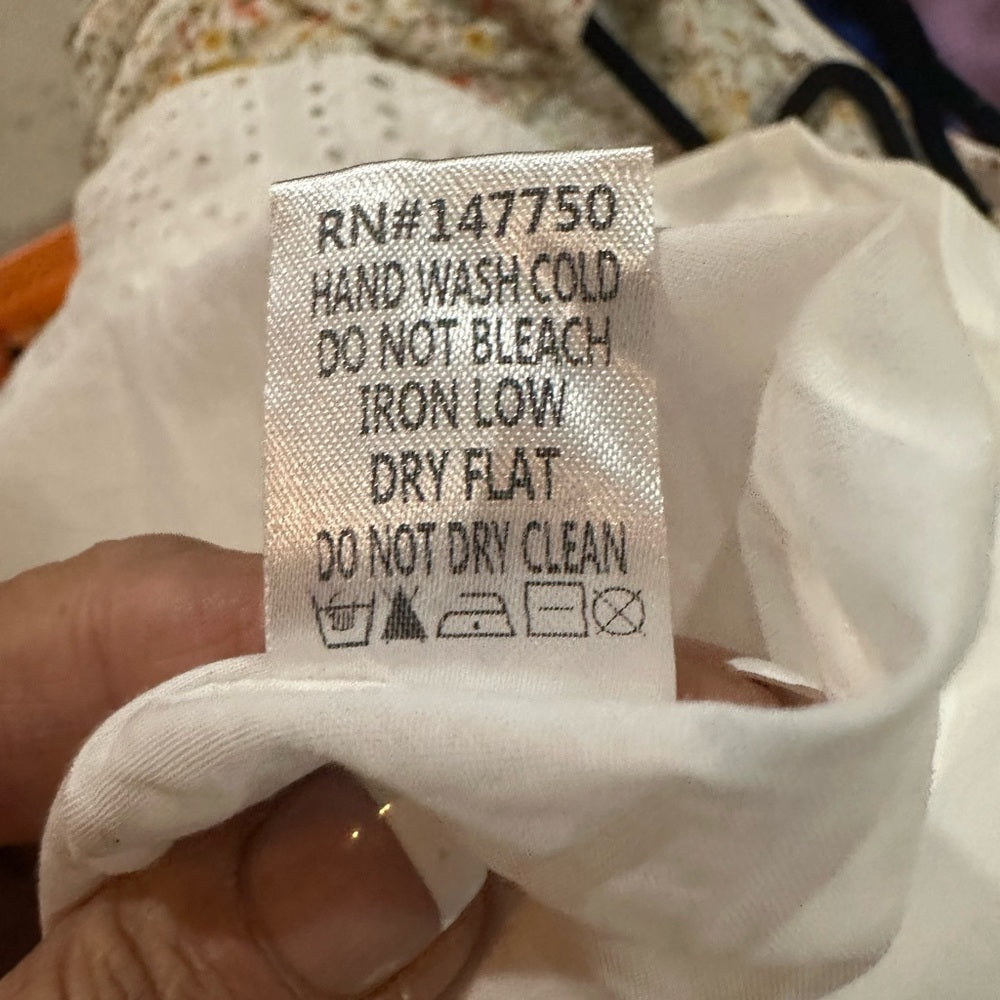 RN#147750
HAND WASH COLD
DO NOT BLEACH
IRON LOW
DRY FLAT
DO NOT DRY CLEAN